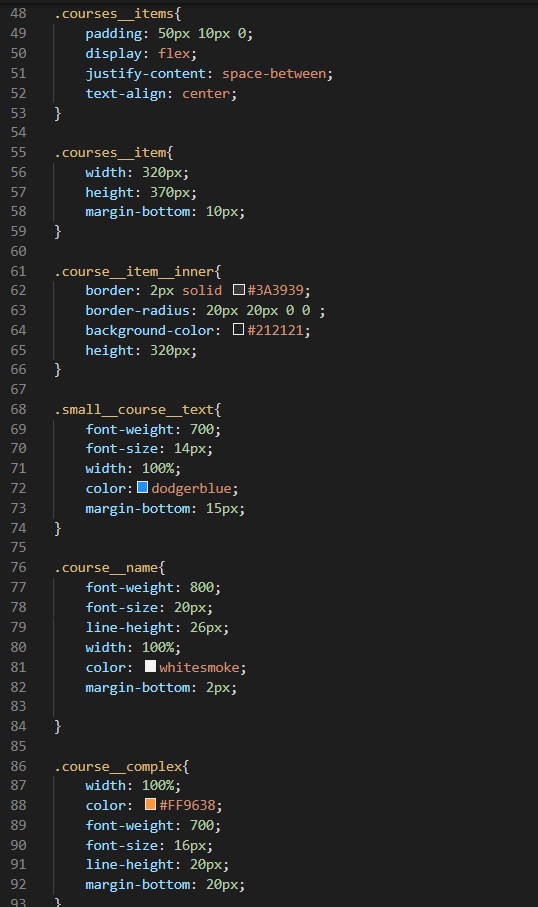 48 .courses__items{
49     padding: 50px 10px 0;
50     display: flex;
51     justify-content: space-between;
52     text-align: center;
53 }
54
55 .courses__item{
56     width: 320px;
57     height: 370px;
58     margin-bottom: 10px;
59 }
60
61 .course__item__inner{
62     border: 2px solid #3A3939;
63     border-radius: 20px 20px 0 0 ;
64     background-color: #212121;
65     height: 320px;
66 }
67
68 .small__course__text{
69     font-weight: 700;
70     font-size: 14px;
71     width: 100%;
72     color: dodgerblue;
73     margin-bottom: 15px;
74 }
75
76 .course__name{
77     font-weight: 800;
78     font-size: 20px;
79     line-height: 26px;
80     width: 100%;
81     color: whitesmoke;
82     margin-bottom: 2px;
83
84 }
85
86 .course__complex{
87     width: 100%;
88     color: #FF9638;
89     font-weight: 700;
90     font-size: 16px;
91     line-height: 20px;
92     margin-bottom: 20px;
93 }